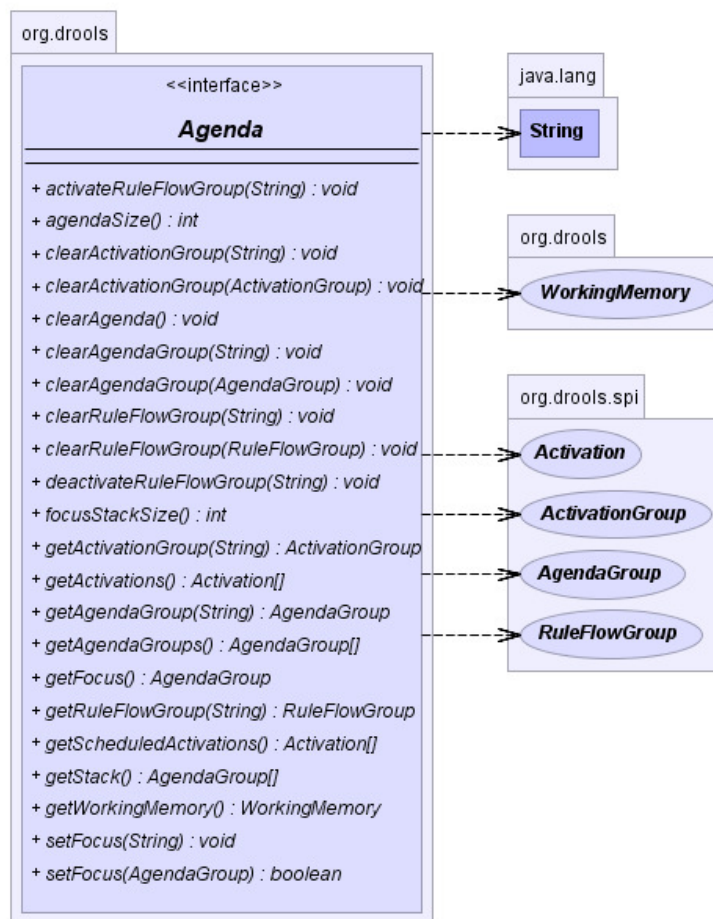 org.drools
<<interface>>
Agenda
+ activateRuleFlowGroup(String) : void
+ agendaSize() : int
+ clearActivationGroup(String) : void
+ clearActivationGroup(ActivationGroup) : void
+ clearAgenda() : void
+ clearAgendaGroup(String) : void
+ clearAgendaGroup(AgendaGroup) : void
+ clearRuleFlowGroup(String) : void
+ clearRuleFlowGroup(RuleFlowGroup) : void
+ deactivateRuleFlowGroup(String) : void
+ focusStackSize() : int
+ getActivationGroup(String) : ActivationGroup
+ getActivations() : Activation[]
+ getAgendaGroup(String) : AgendaGroup
+ getAgendaGroups() : AgendaGroup[]
+ getFocus() : AgendaGroup
+ getRuleFlowGroup(String) : RuleFlowGroup
+ getScheduledActivations() : Activation[]
+ getStack() : AgendaGroup[]
+ getWorkingMemory() : WorkingMemory
+ setFocus(String) : void
+ setFocus(AgendaGroup) : boolean
java.lang
String
org.drools
WorkingMemory
org.drools.spi
Activation
ActivationGroup
AgendaGroup
RuleFlowGroup